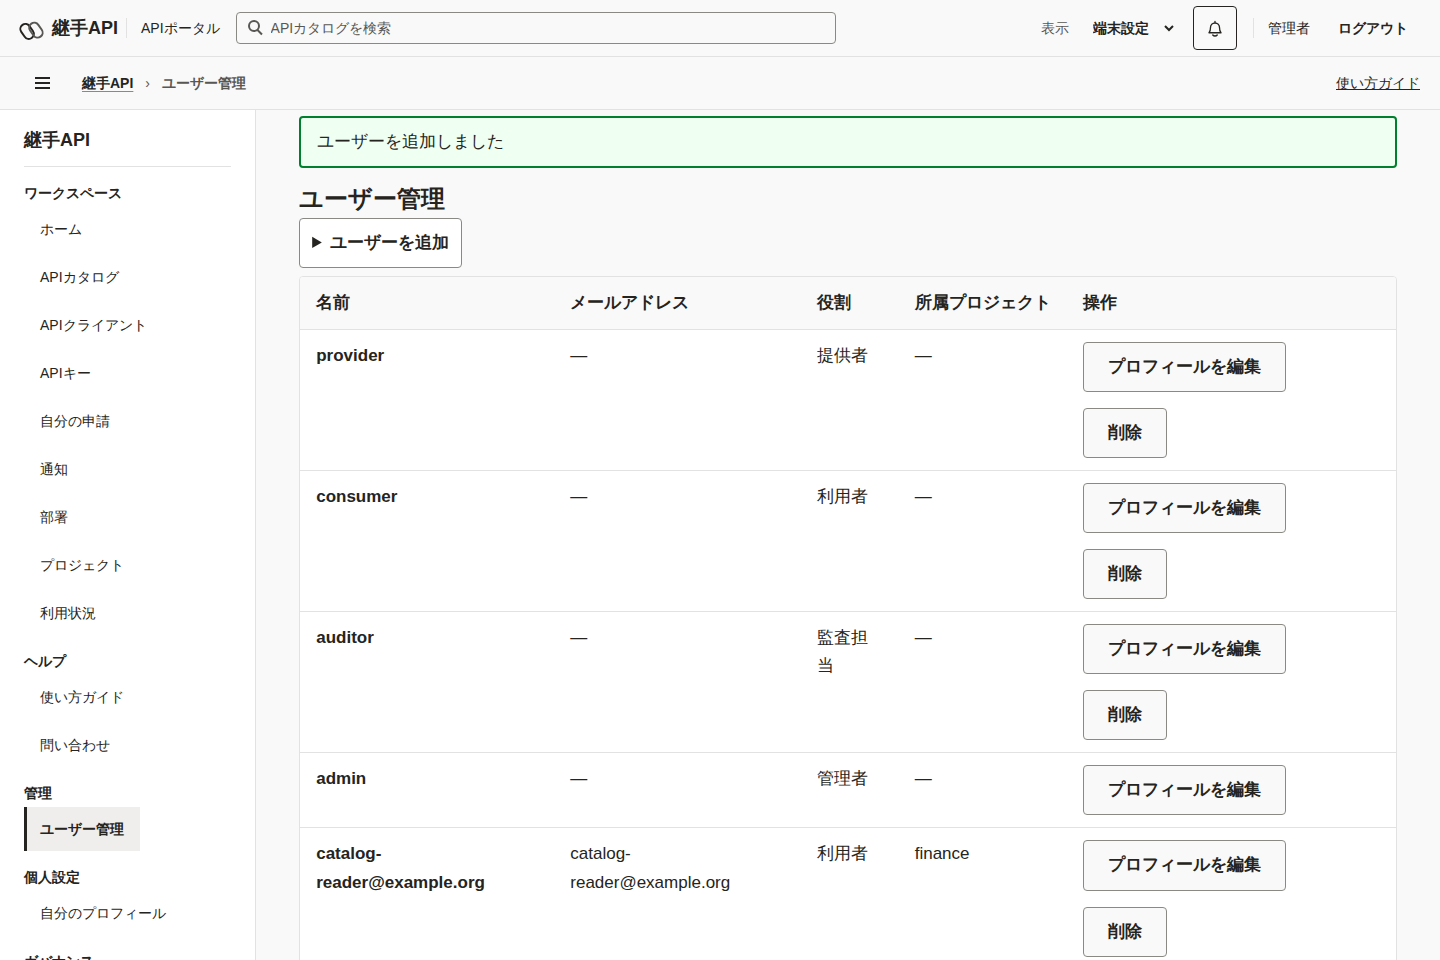 継手API
APIポータル
APIカタログを検索
表示
端末設定
管理者
ログアウト
継手API › ユーザー管理
使い方ガイド
継手API
ワークスペース
ホーム
APIカタログ
APIクライアント
APIキー
自分の申請
通知
部署
プロジェクト
利用状況
ヘルプ
使い方ガイド
問い合わせ
管理
ユーザー管理
個人設定
自分のプロフィール
ガバナンス
ユーザーを追加しました
ユーザー管理
▶ ユーザーを追加
名前 メールアドレス 役割 所属プロジェクト 操作
provider — 提供者 — プロフィールを編集
削除
consumer — 利用者 — プロフィールを編集
削除
auditor — 監査担 — プロフィールを編集
当
削除
admin — 管理者 — プロフィールを編集
catalog- catalog- 利用者 finance プロフィールを編集
reader@example.org reader@example.org
削除